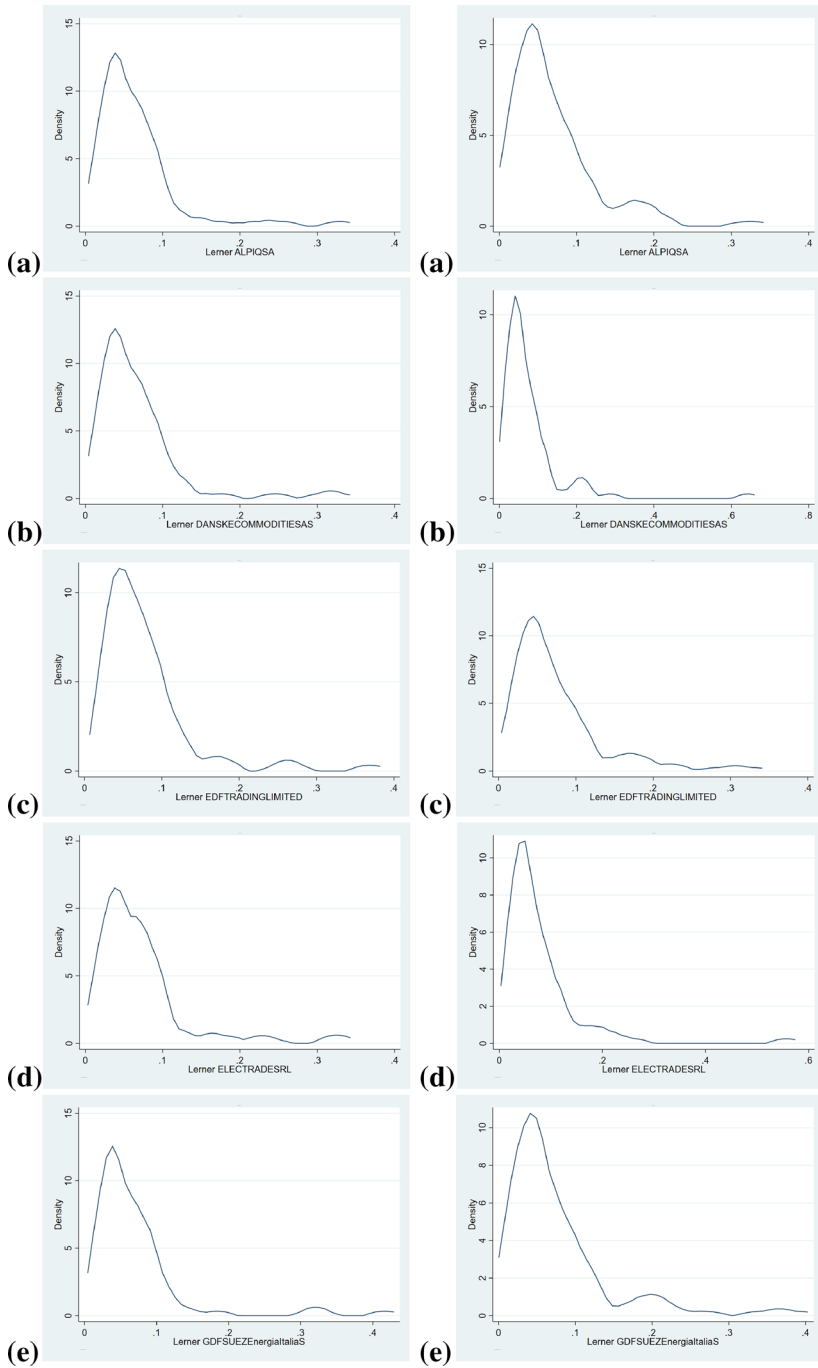 15
10
5
0
Density
0 .1 .2 .3 .4
Lerner ALPIQSA
(a)
10
5
0
Density
0 .1 .2 .3 .4
Lerner ALPIQSA
(a)
15
10
5
0
Density
0 .1 .2 .3 .4
Lerner DANSKECOMMODITIESAS
(b)
10
5
0
Density
0 .2 .4 .6 .8
Lerner DANSKECOMMODITIESAS
(b)
10
5
0
Density
0 .1 .2 .3 .4
Lerner EDFTRADINGLIMITED
(c)
15
10
5
0
Density
0 .1 .2 .3 .4
Lerner EDFTRADINGLIMITED
(c)
15
10
5
0
Density
0 .1 .2 .3 .4
Lerner ELECTRADESRL
(d)
10
8
6
4
2
0
Density
0 .2 .4 .6
Lerner ELECTRADESRL
(d)
15
10
5
0
Density
0 .1 .2 .3 .4
Lerner GDFSUEZEnergiaItaliaS
(e)
10
8
6
4
2
0
Density
0 .1 .2 .3 .4
Lerner GDFSUEZEnergiaItaliaS
(e)